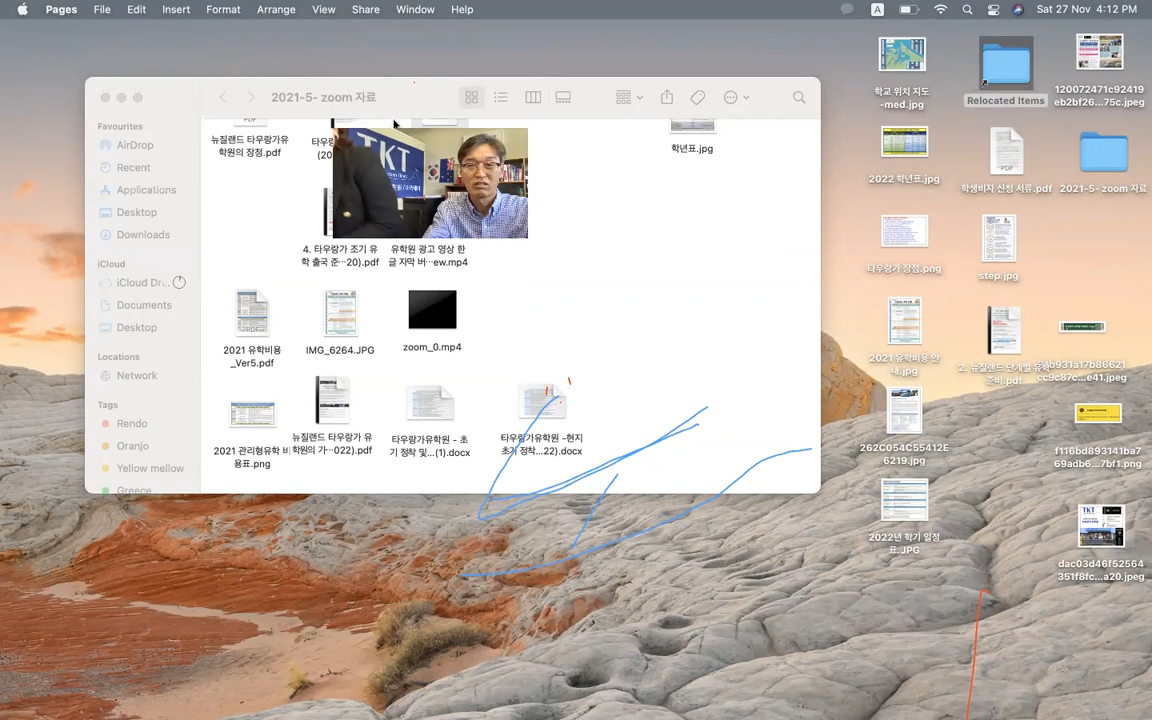 Pages File Edit Insert Format Arrange View Share Window Help
A Sat 27 Nov 4:12 PM
2021-5- zoom 자료
Favourites
AirDrop
Recent
Applications
Desktop
Downloads
iCloud
iCloud Dr...
Documents
Desktop
Locations
Network
Tags
Rendo
Oranjo
Yellow mellow
Greece
뉴질랜드 타우랑가유
학원의 장점.pdf
학년표.jpg
TKT
4. 타우랑가 조기 유
학 출국 준…20).pdf
유학원 광고 영상 한
글 자막 버…ew.mp4
PDF
2021 유학비용
_Ver5.pdf
IMG_6264.JPG
zoom_0.mp4
2021 관리형유학 비
용표.png
뉴질랜드 타우랑가 유
학원의 가…022).pdf
타우랑가유학원 - 초
기 정착 및…(1).docx
타우랑가유학원 -현지
초기 정착…22).docx
학교 위치 지도
-med.jpg
Relocated Items
120072471c92419
eb2bf26…75c.jpeg
2022 학년표.jpg
PDF
학생비자 신청 서류.pdf
2021-5- zoom 자료
타우랑가 장점.png
step.jpg
2021 유학비용 안
내.jpg
2. 뉴질랜드 단계별 유학
준비.pdf
cc9c87c…e41.jpeg
262C054C55412E
6219.jpg
f116bd893141ba7
69adb6…7bf1.png
2022년 학기 일정
표.JPG
TKT
dac03d46f52564
351f8fc…a20.jpeg